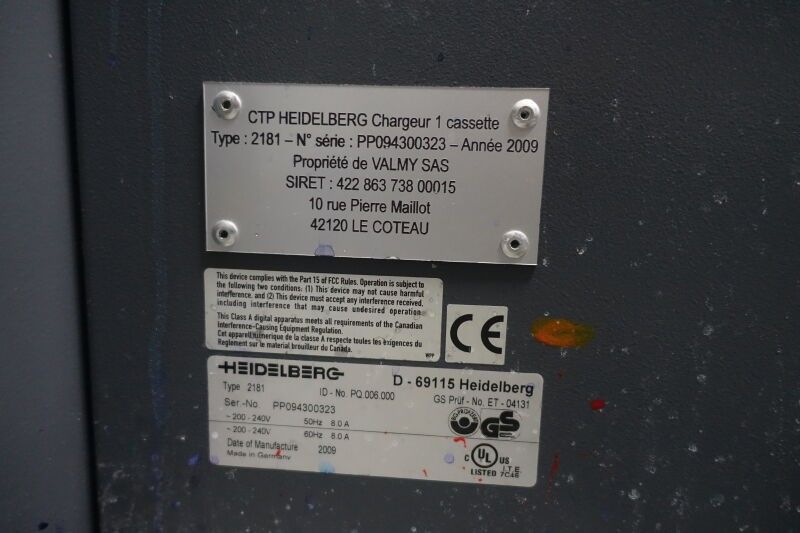 CTP HEIDELBERG Chargeur 1 cassette
Type : 2181 – N° série : PP094300323 – Année 2009
Propriété de VALMY SAS
SIRET : 422 863 738 00015
10 rue Pierre Maillot
42120 LE COTEAU
This device complies with the Part 15 of FCC Rules. Operation is subject to
the following two conditions: (1) This device may not cause harmful
interference, and (2) This device must accept any interference received,
including interference that may cause undesired operation.
This Class A digital apparatus meets all requirements of the Canadian
Interference-Causing Equipment Regulation.
Cet appareil numerique de la classe A respecte toutes les exigences du
Reglement sur le material brouilleur du Canada.
CE
HEIDELBERG
D - 69115 Heidelberg
Type 2181
ID - No. PQ.006.000
GS Prüf - No. ET - 04131
Ser.-No. PP094300323
~ 200 - 240V 50Hz 8.0 A
~ 200 - 240V 60Hz 8.0 A
Date of Manufacture 2009
Made in Germany
GS
C UL US
LISTED I.T.E.
7C48